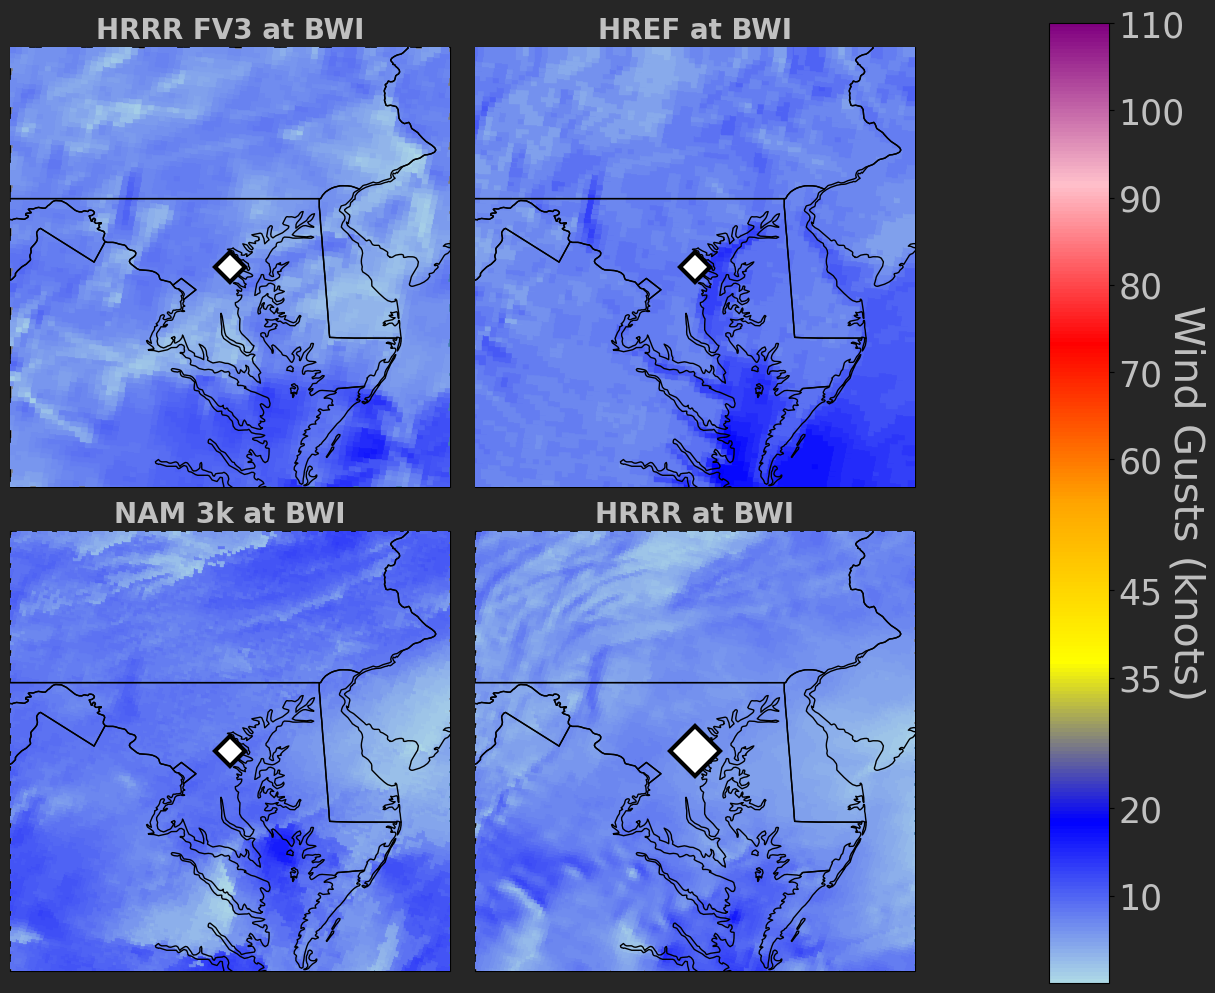 HRRR FV3 at BWI
HREF at BWI
NAM 3k at BWI
HRRR at BWI
110
100
90
80
70
60
45
35
20
10
Wind Gusts (knots)